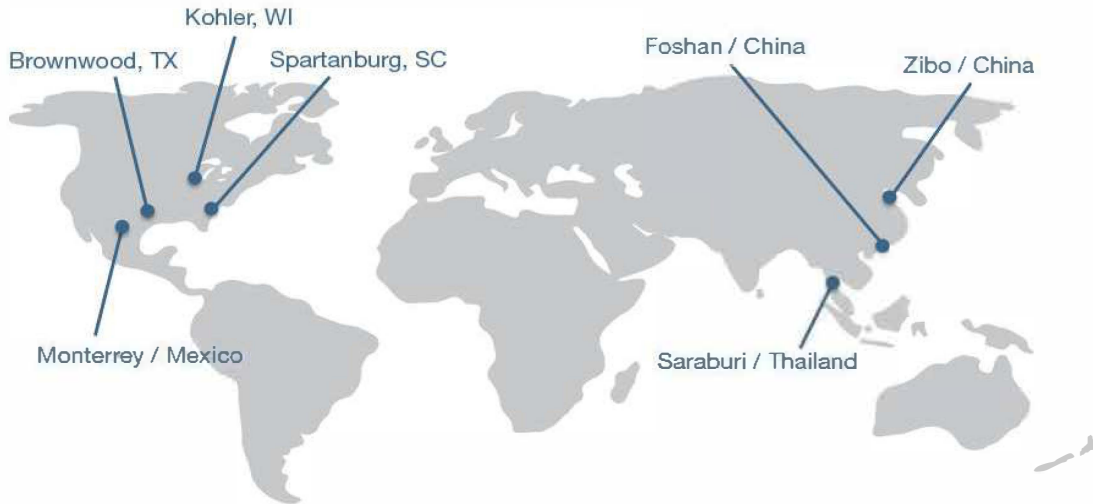 Kohler, WI
Brownwood, TX
Spartanburg, SC
Foshan / China
Zibo / China
Monterrey / Mexico
Saraburi / Thailand